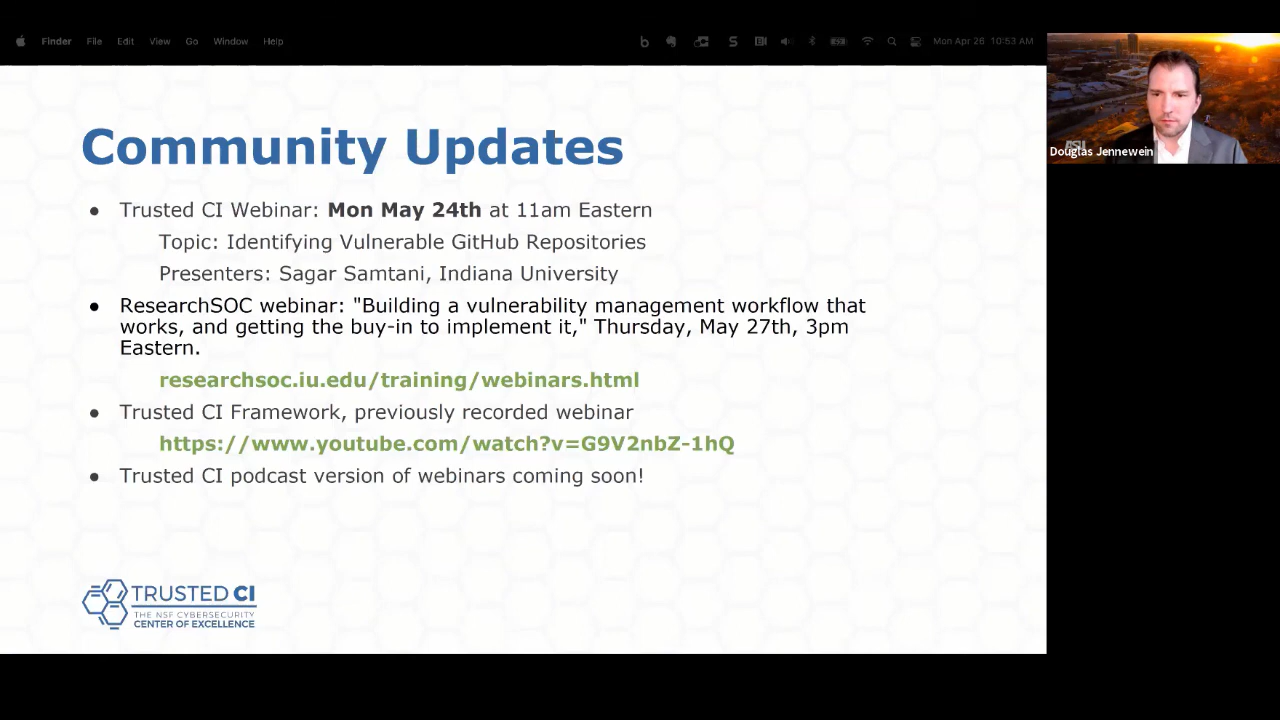 Finder File Edit View Go Window Help Mon Apr 26 10:53 AM
Community Updates
● Trusted CI Webinar: Mon May 24th at 11am Eastern
Topic: Identifying Vulnerable GitHub Repositories
Presenters: Sagar Samtani, Indiana University
● ResearchSOC webinar: "Building a vulnerability management workflow that
works, and getting the buy-in to implement it," Thursday, May 27th, 3pm
Eastern.
researchsoc.iu.edu/training/webinars.html
● Trusted CI Framework, previously recorded webinar
https://www.youtube.com/watch?v=G9V2nbZ-1hQ
● Trusted CI podcast version of webinars coming soon!
TRUSTED CI
THE NSF CYBERSECURITY
CENTER OF EXCELLENCE
ASU
Douglas Jennewein